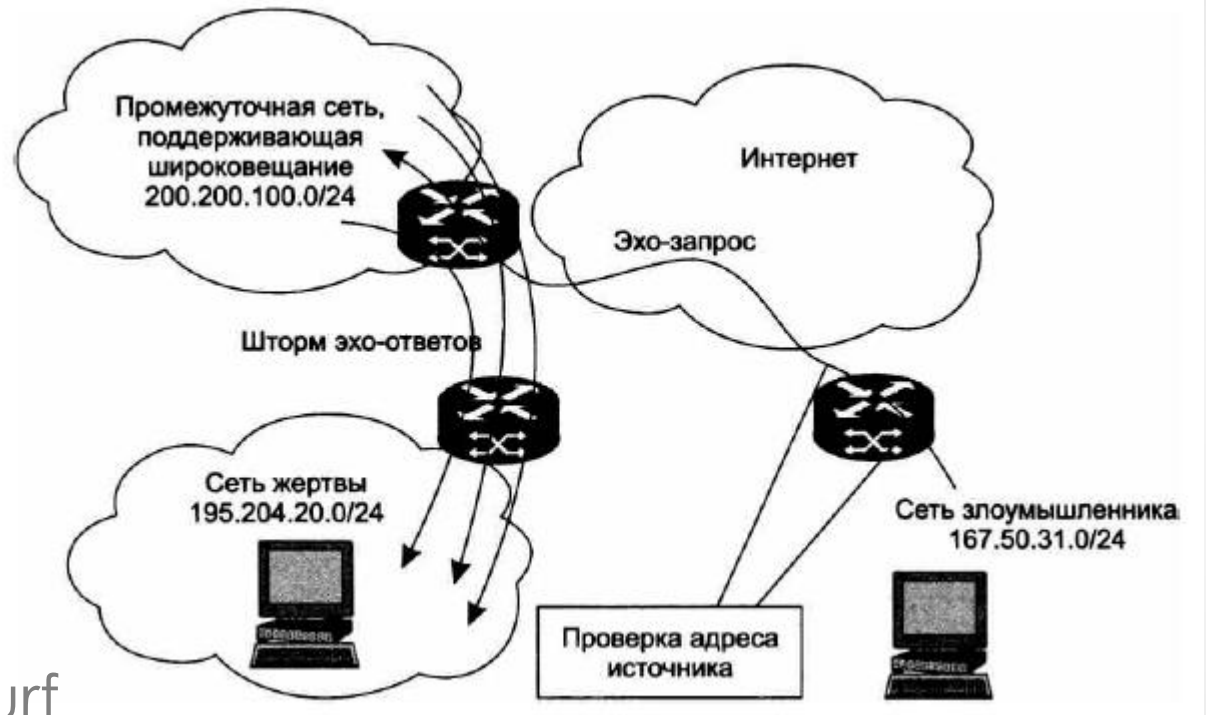 Промежуточная сеть,
поддерживающая
широковещание
200.200.100.0/24
Интернет
Эхо-запрос
Шторм эхо-ответов
Сеть жертвы
195.204.20.0/24
Сеть злоумышленника
167.50.31.0/24
Проверка адреса
источника
urf